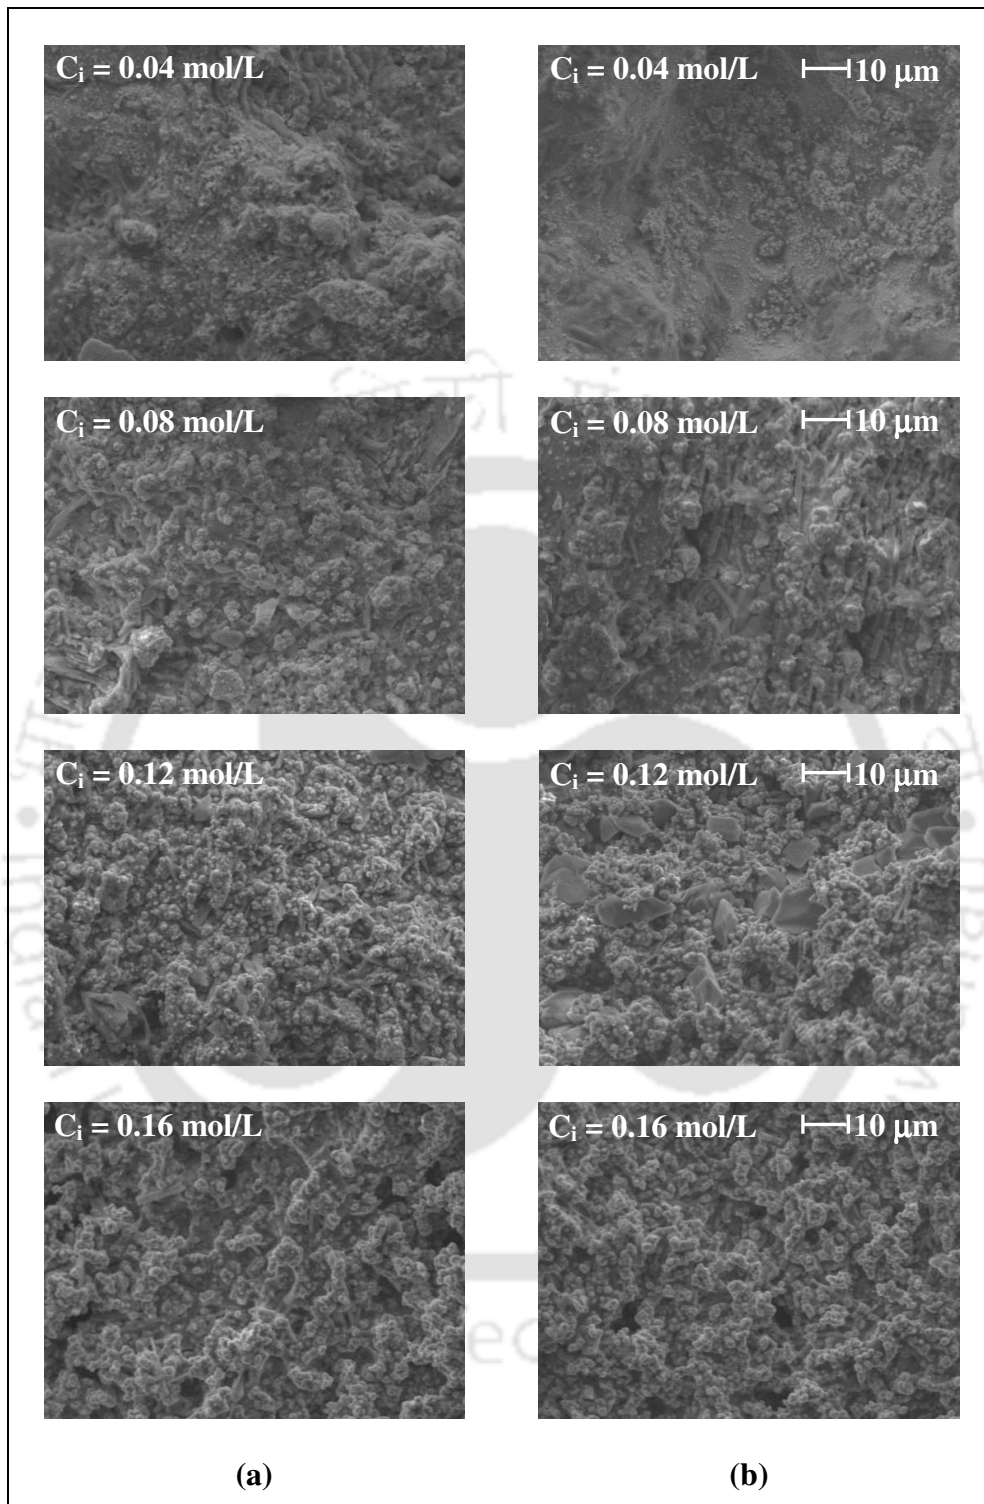 Cᵢ = 0.04 mol/L
Cᵢ = 0.04 mol/L 10 μm
Cᵢ = 0.08 mol/L
Cᵢ = 0.08 mol/L 10 μm
Cᵢ = 0.12 mol/L
Cᵢ = 0.12 mol/L 10 μm
Cᵢ = 0.16 mol/L
Cᵢ = 0.16 mol/L 10 μm
(a)
(b)